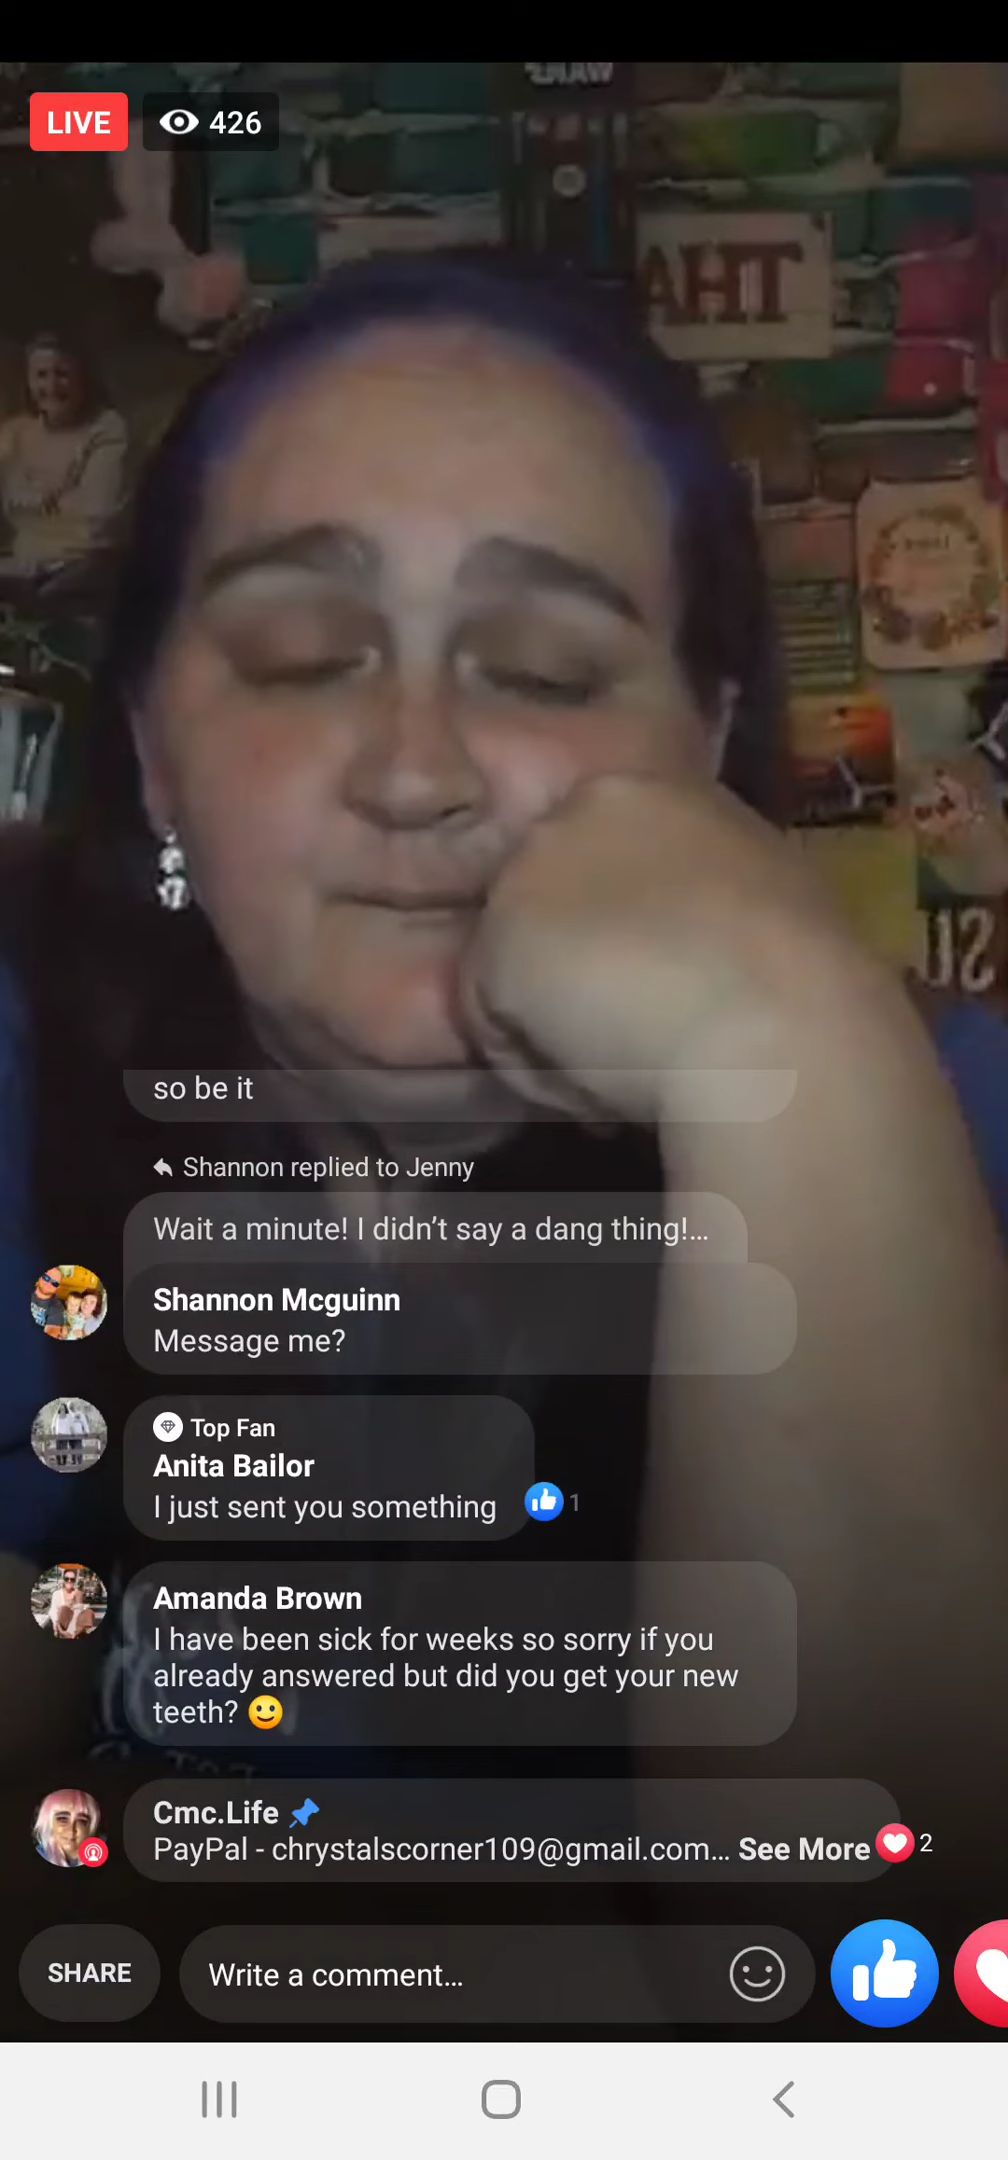 LIVE 426
THA
so be it
Shannon replied to Jenny
Wait a minute! I didn’t say a dang thing!...
Shannon Mcguinn
Message me?
Top Fan
Anita Bailor
I just sent you something 1
Amanda Brown
I have been sick for weeks so sorry if you
already answered but did you get your new
teeth? 🙂
Cmc.Life 📌
PayPal - chrystalscorner109@gmail.com... See More 2
SHARE
Write a comment...